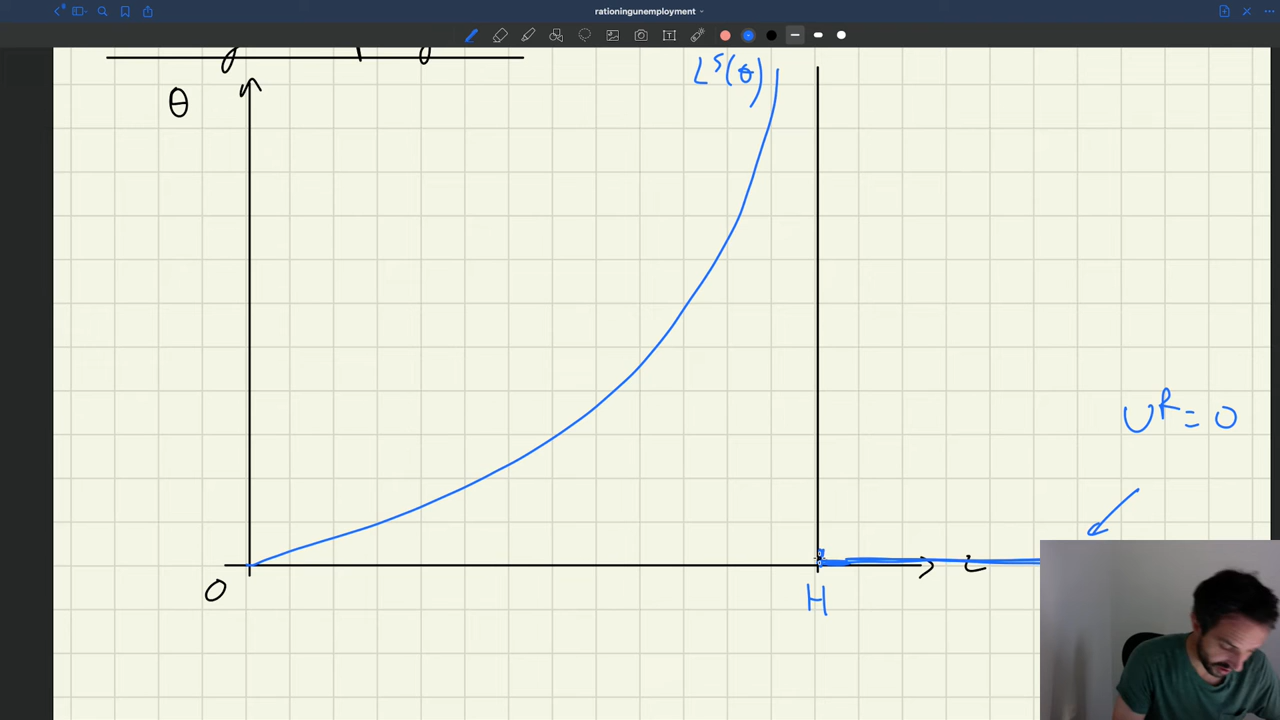 rationingunemployment
θ
L^S(θ)
U^R = 0
L
O
H